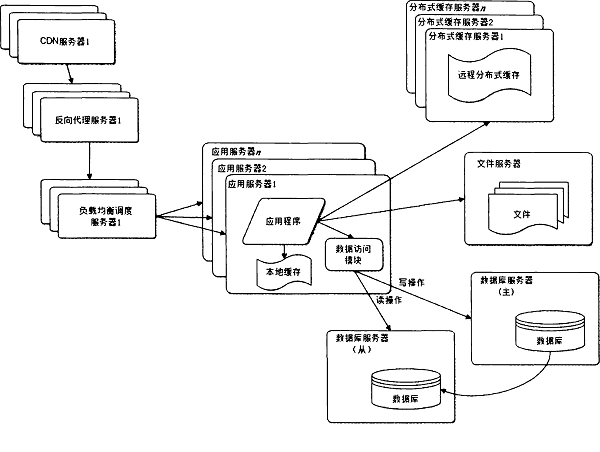 CDN服务器1
反向代理服务器1
负载均衡调度
服务器1
应用服务器n
应用服务器2
应用服务器1
应用程序
本地缓存
数据访问
模块
分布式缓存服务器n
分布式缓存服务器2
分布式缓存服务器1
远程分布式缓存
文件服务器
文件
写操作
读操作
数据库服务器
（主）
数据库
数据库服务器
（从）
数据库